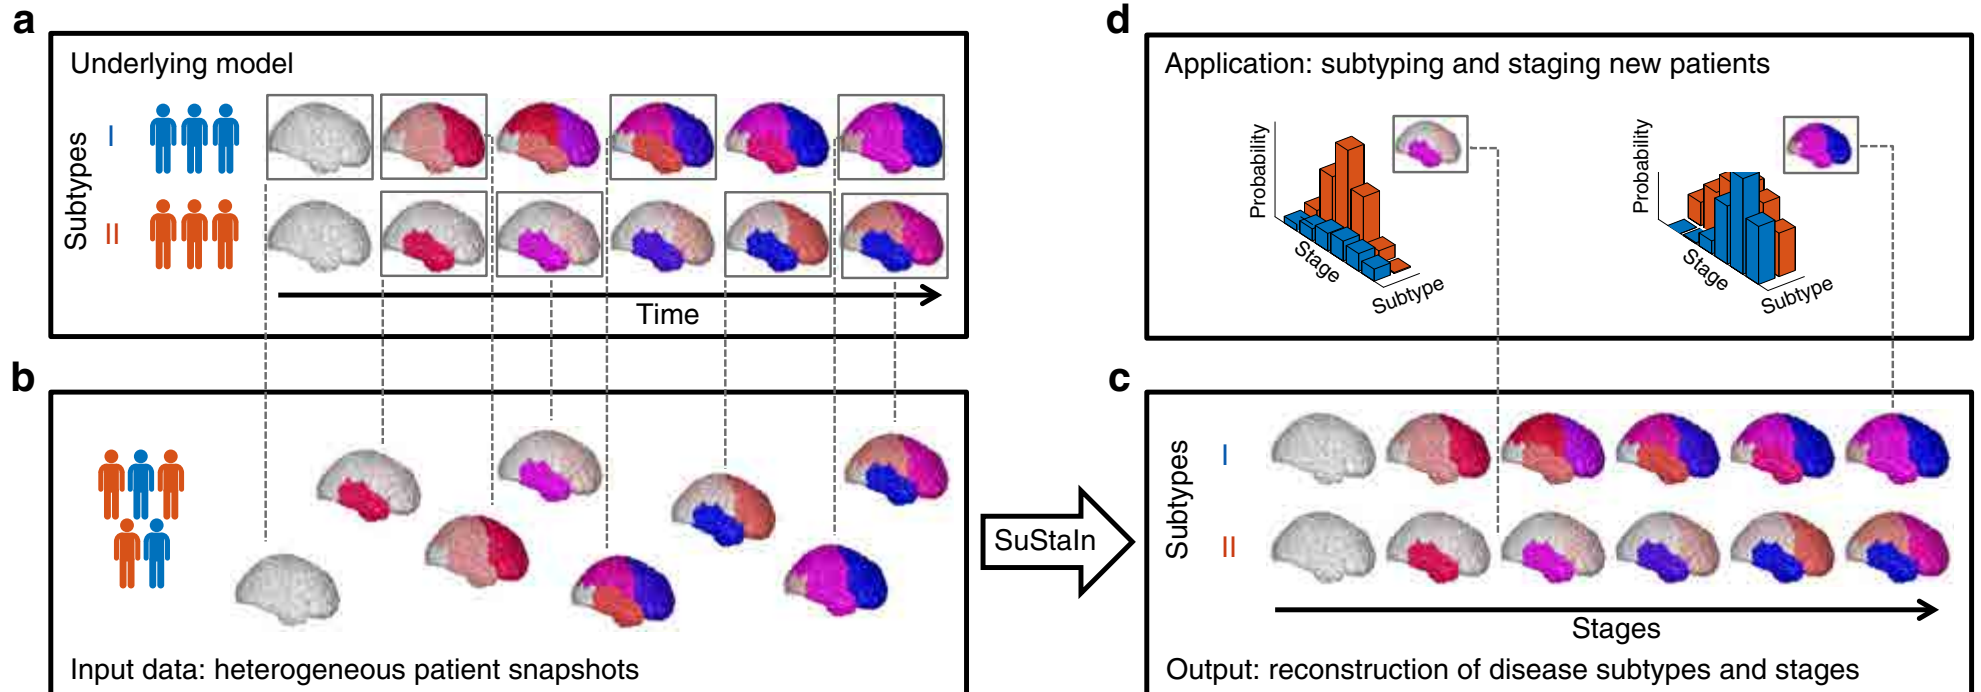 a
Underlying model
Subtypes
I
II
Time
b
Input data: heterogeneous patient snapshots
SuStaIn
d
Application: subtyping and staging new patients
Probability
Stage
Subtype
Probability
Stage
Subtype
c
Subtypes
I
II
Stages
Output: reconstruction of disease subtypes and stages